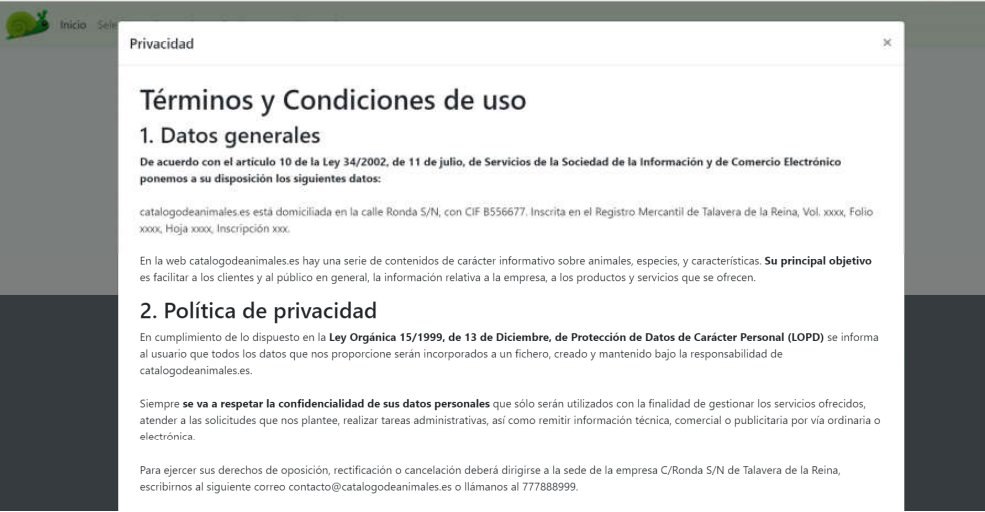 Inicio Sele
Privacidad ×
Términos y Condiciones de uso
1. Datos generales
De acuerdo con el artículo 10 de la Ley 34/2002, de 11 de julio, de Servicios de la Sociedad de la Información y de Comercio Electrónico
ponemos a su disposición los siguientes datos:
catalogodeanimales.es está domiciliada en la calle Ronda S/N, con CIF B556677. Inscrita en el Registro Mercantil de Talavera de la Reina, Vol. xxxx, Folio
xxxx, Hoja xxxx, Inscripción xxx.
En la web catalogodeanimales.es hay una serie de contenidos de carácter informativo sobre animales, especies, y características. Su principal objetivo
es facilitar a los clientes y al público en general, la información relativa a la empresa, a los productos y servicios que se ofrecen.
2. Política de privacidad
En cumplimiento de lo dispuesto en la Ley Orgánica 15/1999, de 13 de Diciembre, de Protección de Datos de Carácter Personal (LOPD) se informa
al usuario que todos los datos que nos proporcione serán incorporados a un fichero, creado y mantenido bajo la responsabilidad de
catalogodeanimales.es.
Siempre se va a respetar la confidencialidad de sus datos personales que sólo serán utilizados con la finalidad de gestionar los servicios ofrecidos,
atender a las solicitudes que nos plantee, realizar tareas administrativas, así como remitir información técnica, comercial o publicitaria por vía ordinaria o
electrónica.
Para ejercer sus derechos de oposición, rectificación o cancelación deberá dirigirse a la sede de la empresa C/Ronda S/N de Talavera de la Reina,
escribirnos al siguiente correo contacto@catalogodeanimales.es o llámanos al 777888999.